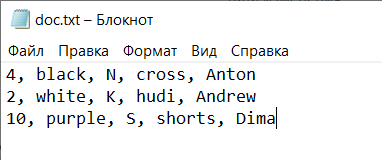 doc.txt – Блокнот
Файл Правка Формат Вид Справка
4, black, N, cross, Anton
2, white, K, hudi, Andrew
10, purple, S, shorts, Dima